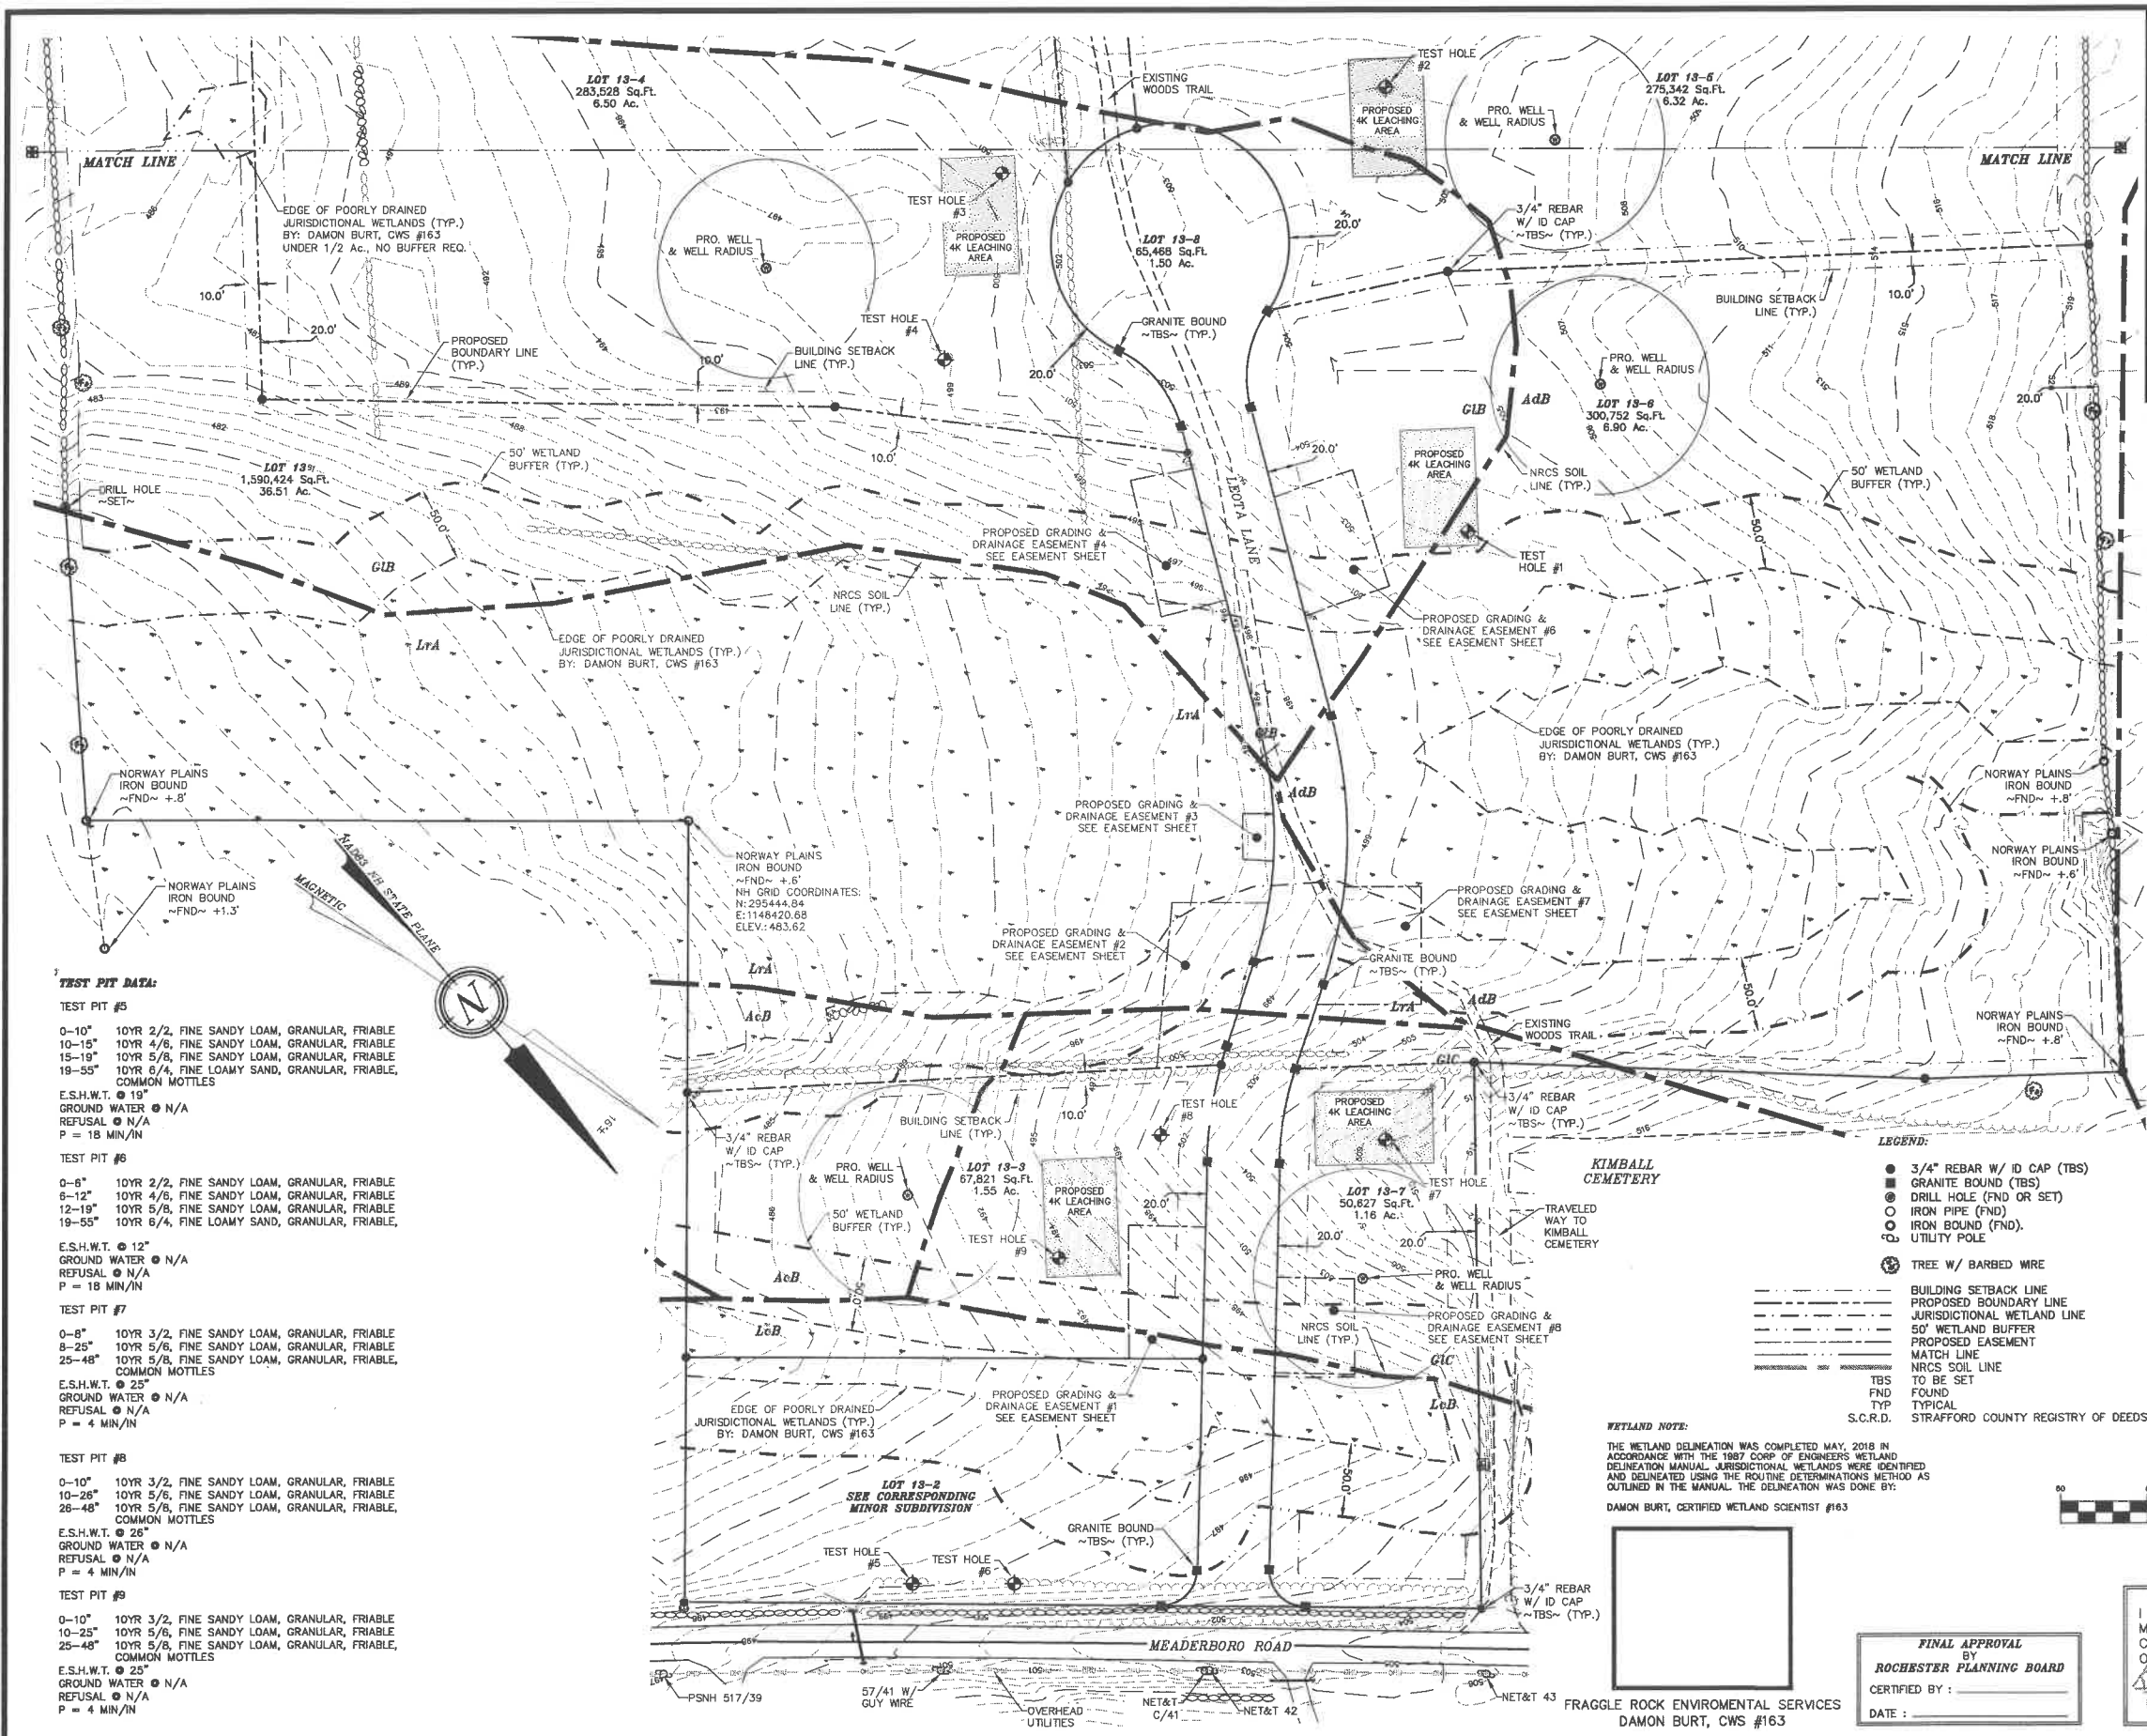 LOT 13-4
283,528 Sq.Ft.
6.50 Ac.
EXISTING
WOODS TRAIL
TEST HOLE
#2
PROPOSED
4K LEACHING
AREA
PRO. WELL
& WELL RADIUS
LOT 13-5
275,342 Sq.Ft.
6.32 Ac.
MATCH LINE
MATCH LINE
EDGE OF POORLY DRAINED
JURISDICTIONAL WETLANDS (TYP.)
BY: DAMON BURT, CWS #163
UNDER 1/2 Ac., NO BUFFER REQ.
TEST HOLE
#3
PROPOSED
4K LEACHING
AREA
PRO. WELL
& WELL RADIUS
LOT 13-8
65,468 Sq.Ft.
1.50 Ac.
20.0'
3/4" REBAR
W/ ID CAP
~TBS~ (TYP.)
10.0'
20.0'
PROPOSED
BOUNDARY LINE
(TYP.)
TEST HOLE
#4
10.0'
BUILDING SETBACK
LINE (TYP.)
GRANITE BOUND
~TBS~ (TYP.)
20.0'
BUILDING SETBACK
LINE (TYP.)
10.0'
PRO. WELL
& WELL RADIUS
LOT 13-6
300,752 Sq.Ft.
6.90 Ac.
GlB
AdB
20.0'
50' WETLAND
BUFFER (TYP.)
10.0'
20.0'
PROPOSED
4K LEACHING
AREA
NRCS SOIL
LINE (TYP.)
50' WETLAND
BUFFER (TYP.)
LOT 13
1,590,424 Sq.Ft.
36.51 Ac.
DRILL HOLE
~SET~
50.0'
LEOTA LANE
50.0'
PROPOSED GRADING &
DRAINAGE EASEMENT #4
SEE EASEMENT SHEET
TEST
HOLE #1
GlB
NRCS SOIL
LINE (TYP.)
LrA
EDGE OF POORLY DRAINED
JURISDICTIONAL WETLANDS (TYP.)
BY: DAMON BURT, CWS #163
PROPOSED GRADING &
DRAINAGE EASEMENT #6
SEE EASEMENT SHEET
LrA
GlB
EDGE OF POORLY DRAINED
JURISDICTIONAL WETLANDS (TYP.)
BY: DAMON BURT, CWS #163
NORWAY PLAINS
IRON BOUND
~FND~ +.8'
NORWAY PLAINS
IRON BOUND
~FND~ +.8'
AdB
PROPOSED GRADING &
DRAINAGE EASEMENT #3
SEE EASEMENT SHEET
NORWAY PLAINS
IRON BOUND
~FND~ +.6'
NH GRID COORDINATES:
N:295444.84
E:1148420.68
ELEV.:483.62
NORWAY PLAINS
IRON BOUND
~FND~ +.6'
NORWAY PLAINS
IRON BOUND
~FND~ +1.3'
NAD83 NH STATE PLANE
MAGNETIC
N
PROPOSED GRADING &
DRAINAGE EASEMENT #7
SEE EASEMENT SHEET
PROPOSED GRADING &
DRAINAGE EASEMENT #2
SEE EASEMENT SHEET
GRANITE BOUND
~TBS~ (TYP.)
50.0'
LrA
AcB
LrA
AdB
GlC
EXISTING
WOODS TRAIL
NORWAY PLAINS
IRON BOUND
~FND~ +.8'
TEST PIT DATA:
TEST PIT #5
0-10" 10YR 2/2, FINE SANDY LOAM, GRANULAR, FRIABLE
10-15" 10YR 4/6, FINE SANDY LOAM, GRANULAR, FRIABLE
15-19" 10YR 5/8, FINE SANDY LOAM, GRANULAR, FRIABLE
19-55" 10YR 6/4, FINE LOAMY SAND, GRANULAR, FRIABLE,
COMMON MOTTLES
E.S.H.W.T. @ 19"
GROUND WATER @ N/A
REFUSAL @ N/A
P = 18 MIN/IN
TEST PIT #6
0-6" 10YR 2/2, FINE SANDY LOAM, GRANULAR, FRIABLE
6-12" 10YR 4/6, FINE SANDY LOAM, GRANULAR, FRIABLE
12-19" 10YR 5/8, FINE SANDY LOAM, GRANULAR, FRIABLE
19-55" 10YR 6/4, FINE LOAMY SAND, GRANULAR, FRIABLE,
E.S.H.W.T. @ 12"
GROUND WATER @ N/A
REFUSAL @ N/A
P = 18 MIN/IN
TEST PIT #7
0-8" 10YR 3/2, FINE SANDY LOAM, GRANULAR, FRIABLE
8-25" 10YR 5/6, FINE SANDY LOAM, GRANULAR, FRIABLE
25-48" 10YR 5/8, FINE SANDY LOAM, GRANULAR, FRIABLE,
COMMON MOTTLES
E.S.H.W.T. @ 25"
GROUND WATER @ N/A
REFUSAL @ N/A
P = 4 MIN/IN
TEST PIT #8
0-10" 10YR 3/2, FINE SANDY LOAM, GRANULAR, FRIABLE
10-26" 10YR 5/6, FINE SANDY LOAM, GRANULAR, FRIABLE
26-48" 10YR 5/8, FINE SANDY LOAM, GRANULAR, FRIABLE,
COMMON MOTTLES
E.S.H.W.T. @ 26"
GROUND WATER @ N/A
REFUSAL @ N/A
P = 4 MIN/IN
TEST PIT #9
0-10" 10YR 3/2, FINE SANDY LOAM, GRANULAR, FRIABLE
10-25" 10YR 5/6, FINE SANDY LOAM, GRANULAR, FRIABLE
25-48" 10YR 5/8, FINE SANDY LOAM, GRANULAR, FRIABLE,
COMMON MOTTLES
E.S.H.W.T. @ 25"
GROUND WATER @ N/A
REFUSAL @ N/A
P = 4 MIN/IN
BUILDING SETBACK
LINE (TYP.)
10.0'
TEST HOLE
#8
PROPOSED
4K LEACHING
AREA
3/4" REBAR
W/ ID CAP
~TBS~ (TYP.)
3/4" REBAR
W/ ID CAP
~TBS~ (TYP.)
PRO. WELL
& WELL RADIUS
LOT 13-3
67,821 Sq.Ft.
1.55 Ac.
PROPOSED
4K LEACHING
AREA
20.0'
LOT 13-7
50,627 Sq.Ft.
1.16 Ac.
TEST HOLE
#7
KIMBALL
CEMETERY
50' WETLAND
BUFFER (TYP.)
TEST HOLE
#9
20.0'
20.0'
TRAVELED
WAY TO
KIMBALL
CEMETERY
AcB
50.0'
PRO. WELL
& WELL RADIUS
LcB
NRCS SOIL
LINE (TYP.)
PROPOSED GRADING &
DRAINAGE EASEMENT #8
SEE EASEMENT SHEET
GlC
PROPOSED GRADING &
DRAINAGE EASEMENT #1
SEE EASEMENT SHEET
LcB
EDGE OF POORLY DRAINED
JURISDICTIONAL WETLANDS (TYP.)
BY: DAMON BURT, CWS #163
LOT 13-2
SEE CORRESPONDING
MINOR SUBDIVISION
50.0'
GRANITE BOUND
~TBS~ (TYP.)
TEST HOLE
#5
TEST HOLE
#6
3/4" REBAR
W/ ID CAP
~TBS~ (TYP.)
MEADERBORO ROAD
PSNH 517/39
57/41 W/
GUY WIRE
OVERHEAD
UTILITIES
NET&T
C/41
NET&T 42
NET&T 43
LEGEND:
3/4" REBAR W/ ID CAP (TBS)
GRANITE BOUND (TBS)
DRILL HOLE (FND OR SET)
IRON PIPE (FND)
IRON BOUND (FND).
UTILITY POLE
TREE W/ BARBED WIRE
BUILDING SETBACK LINE
PROPOSED BOUNDARY LINE
JURISDICTIONAL WETLAND LINE
50' WETLAND BUFFER
PROPOSED EASEMENT
MATCH LINE
NRCS SOIL LINE
TBS TO BE SET
FND FOUND
TYP TYPICAL
S.C.R.D. STRAFFORD COUNTY REGISTRY OF DEEDS
WETLAND NOTE:
THE WETLAND DELINEATION WAS COMPLETED MAY, 2018 IN
ACCORDANCE WITH THE 1987 CORP OF ENGINEERS WETLAND
DELINEATION MANUAL. JURISDICTIONAL WETLANDS WERE IDENTIFIED
AND DELINEATED USING THE ROUTINE DETERMINATIONS METHOD AS
OUTLINED IN THE MANUAL. THE DELINEATION WAS DONE BY:
DAMON BURT, CERTIFIED WETLAND SCIENTIST #163
FRAGGLE ROCK ENVIROMENTAL SERVICES
DAMON BURT, CWS #163
FINAL APPROVAL
BY
ROCHESTER PLANNING BOARD
CERTIFIED BY :
DATE :